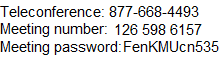 Teleconference: 877-668-4493
Meeting number: 126 598 6157
Meeting password:FenKMUcn535